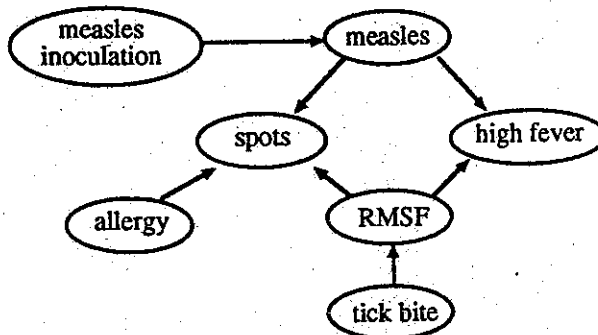 measles
inoculation
measles
spots
high fever
allergy
RMSF
tick bite